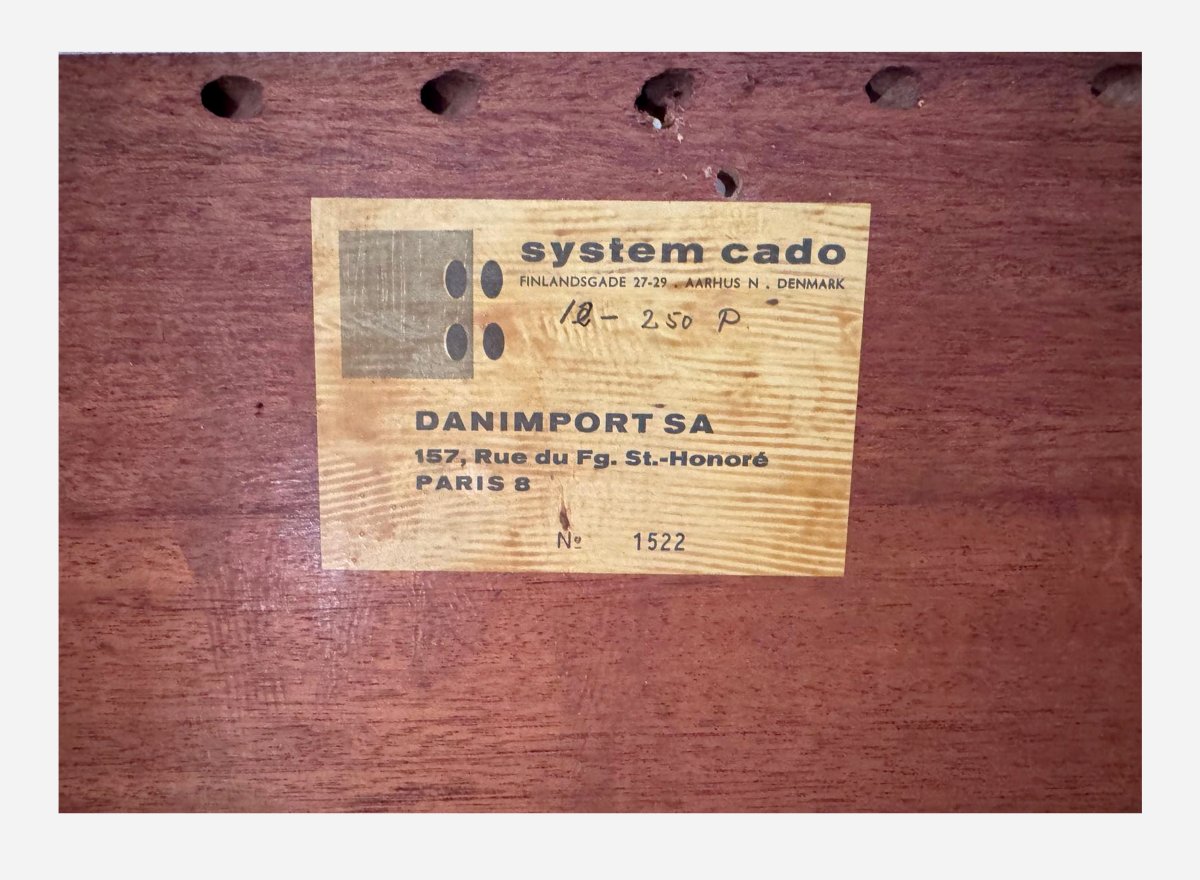 system cado
FINLANDSGADE 27-29 . AARHUS N . DENMARK
250 P.
DANIMPORT SA
157, Rue du Fg. St.-Honoré
PARIS 8
Nº 1522